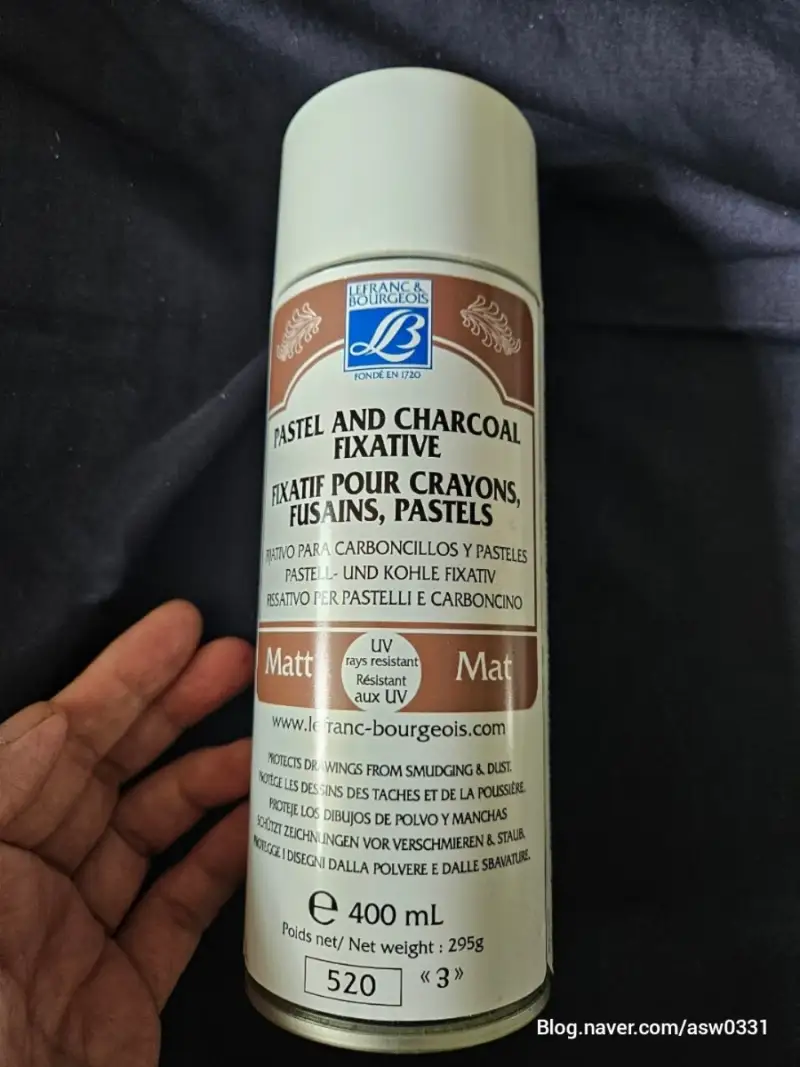 LEFRANC &
BOURGEOIS
LB
FONDÉ EN 1720
PASTEL AND CHARCOAL
FIXATIVE
FIXATIF POUR CRAYONS,
FUSAINS, PASTELS
FIJATIVO PARA CARBONCILLOS Y PASTELES
PASTELL- UND KOHLE FIXATIV
FISSATIVO PER PASTELLI E CARBONCINO
Matt
UV
rays resistant
Résistant
aux UV
Mat
www.lefranc-bourgeois.com
PROTECTS DRAWINGS FROM SMUDGING & DUST.
PROTÈGE LES DESSINS DES TACHES ET DE LA POUSSIÈRE.
PROTEJE LOS DIBUJOS DE POLVO Y MANCHAS
SCHÜTZT ZEICHNUNGEN VOR VERSCHMIEREN & STAUB.
PROTEGGE I DISEGNI DALLA POLVERE E DALLE SBAVATURE.
℮ 400 mL
Poids net/ Net weight : 295g
520 «3»
Blog.naver.com/asw0331